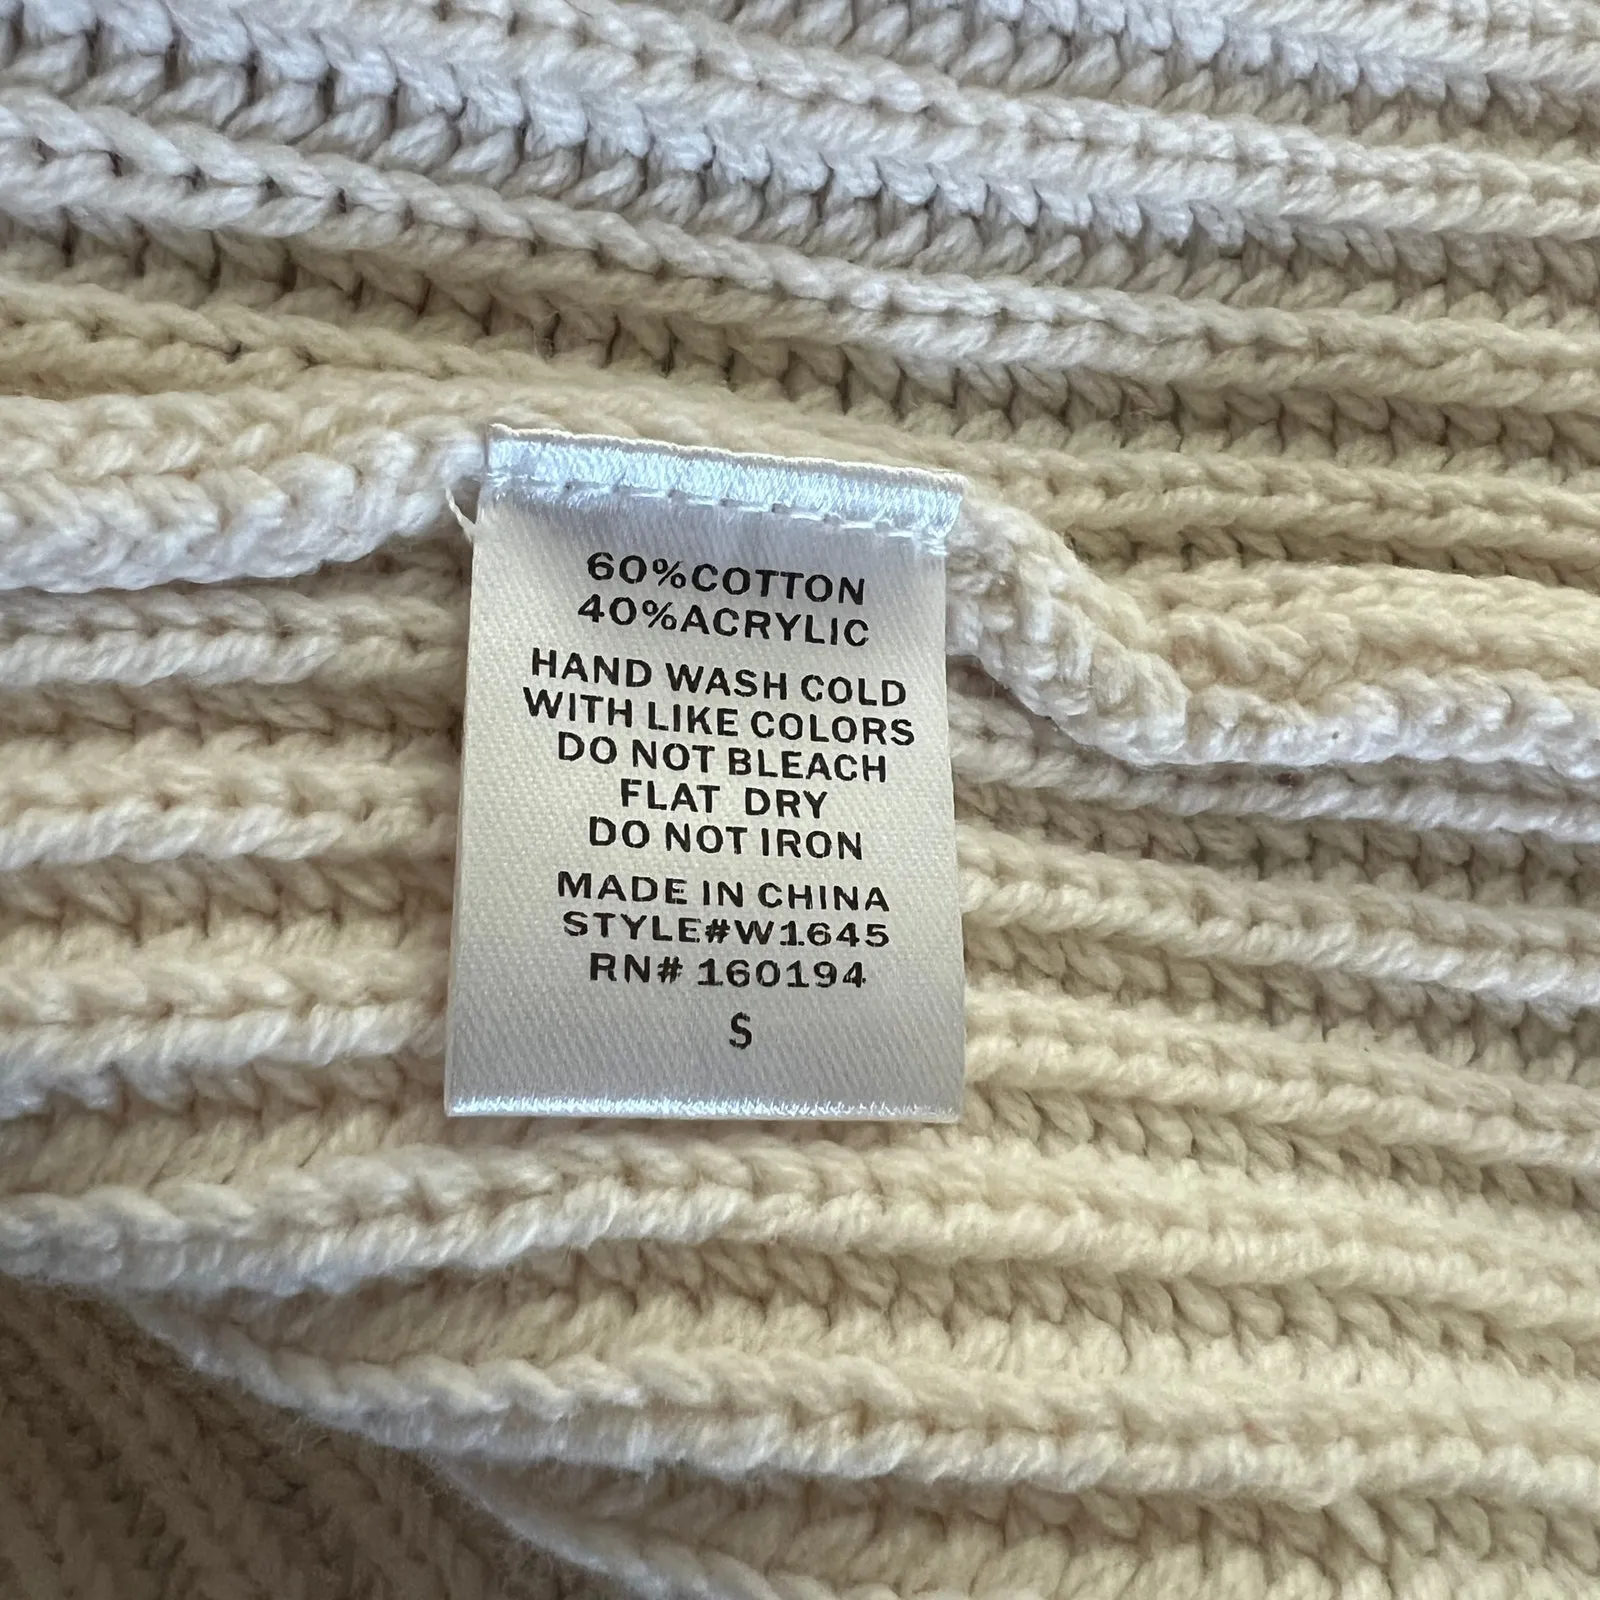 60%COTTON
40%ACRYLIC
HAND WASH COLD
WITH LIKE COLORS
DO NOT BLEACH
FLAT DRY
DO NOT IRON
MADE IN CHINA
STYLE#W1645
RN# 160194
S